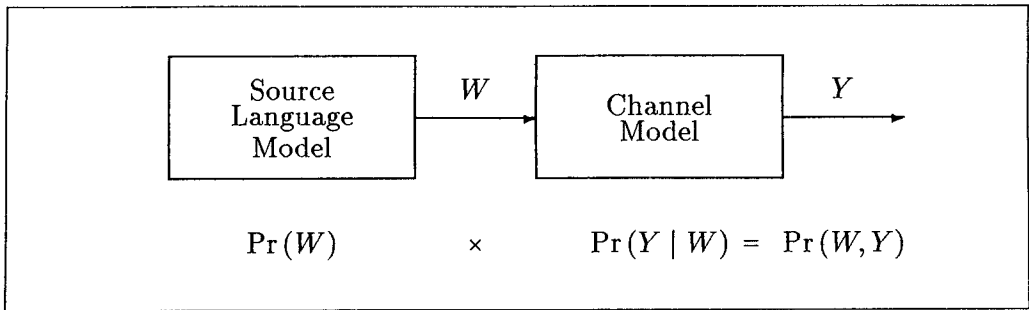 Source
Language
Model
W
Channel
Model
Y
Pr (W) × Pr (Y | W) = Pr (W, Y)